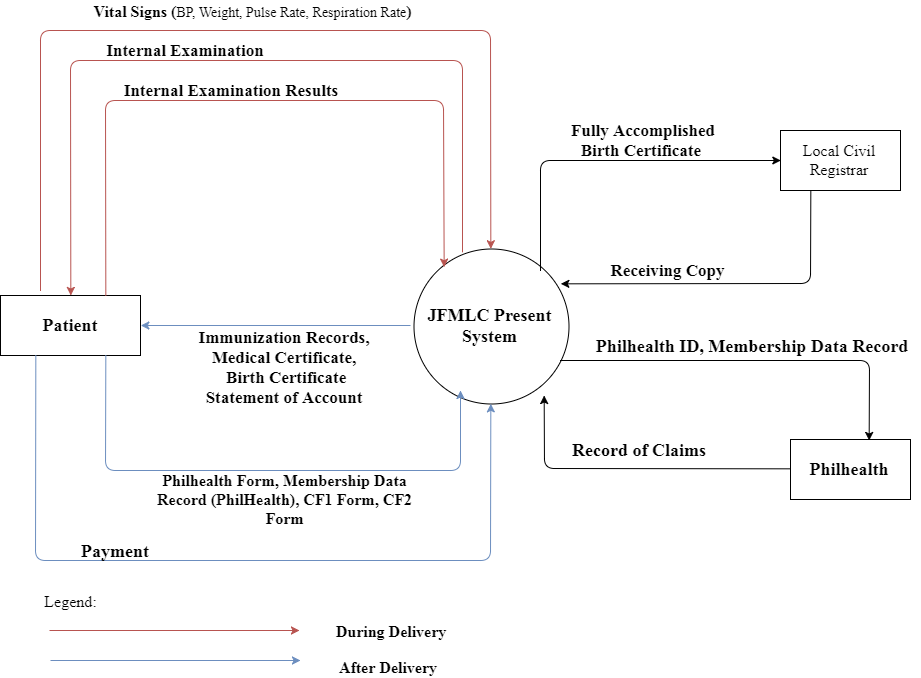 Vital Signs (BP, Weight, Pulse Rate, Respiration Rate)
Internal Examination
Internal Examination Results
Fully Accomplished
Birth Certificate
Local Civil
Registrar
Receiving Copy
Patient
JFMLC Present
System
Immunization Records,
Medical Certificate,
Birth Certificate
Statement of Account
Philhealth ID, Membership Data Record
Record of Claims
Philhealth
Philhealth Form, Membership Data
Record (PhilHealth), CF1 Form, CF2
Form
Payment
Legend:
During Delivery
After Delivery